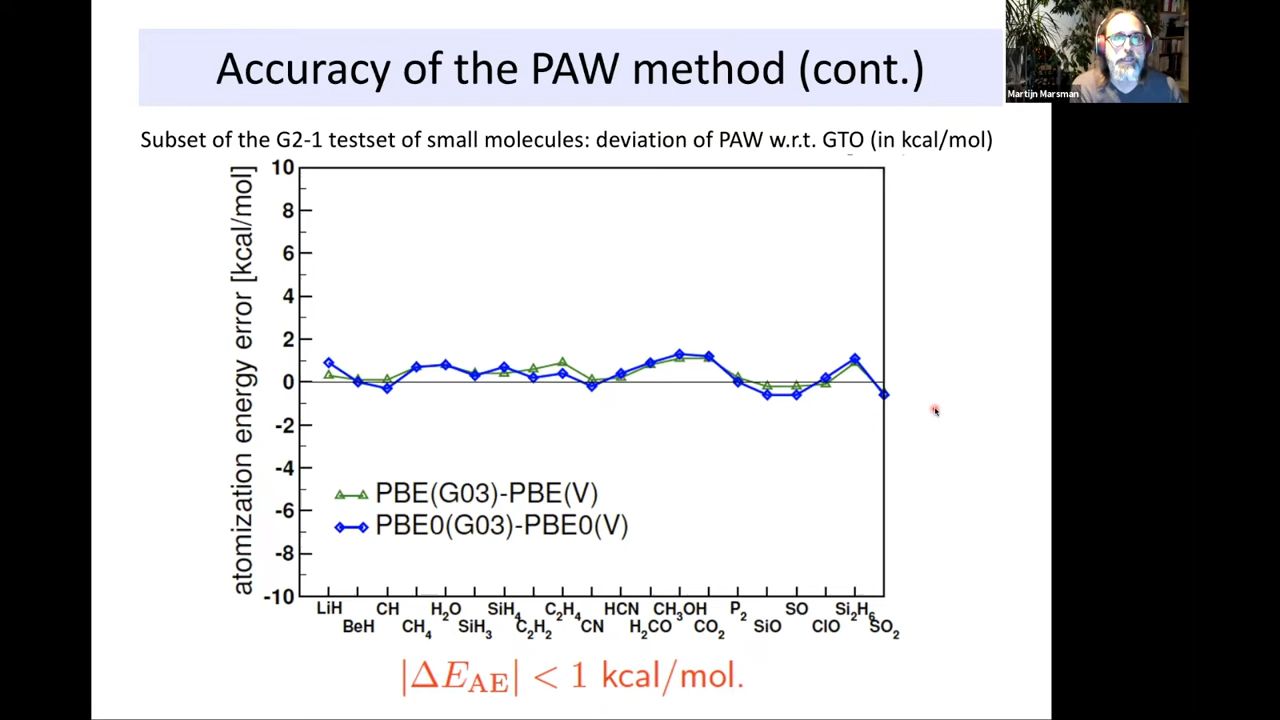 Accuracy of the PAW method (cont.)
Martijn Marsman
Subset of the G2-1 testset of small molecules: deviation of PAW w.r.t. GTO (in kcal/mol)
atomization energy error [kcal/mol]
10
8
6
4
2
0
-2
-4
-6
-8
-10
PBE(G03)-PBE(V)
PBE0(G03)-PBE0(V)
LiH CH H₂O SiH₄ C₂H₄ HCN CH₃OH P₂ SO Si₂H₆
BeH CH₄ SiH₃ C₂H₂ CN H₂CO CO₂ SiO ClO SO₂
|ΔE_AE| < 1 kcal/mol.